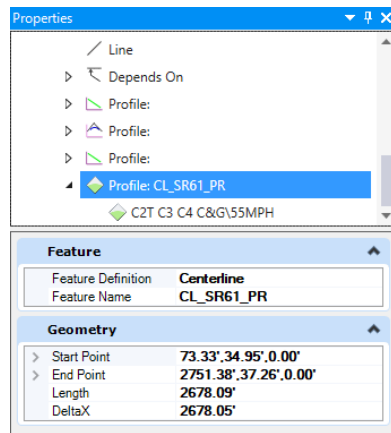 Properties
Line
Depends On
Profile:
Profile:
Profile:
Profile: CL_SR61_PR
C2T C3 C4 C&G\55MPH
Feature
Feature Definition Centerline
Feature Name CL_SR61_PR
Geometry
Start Point 73.33',34.95',0.00'
End Point 2751.38',37.26',0.00'
Length 2678.09'
DeltaX 2678.05'